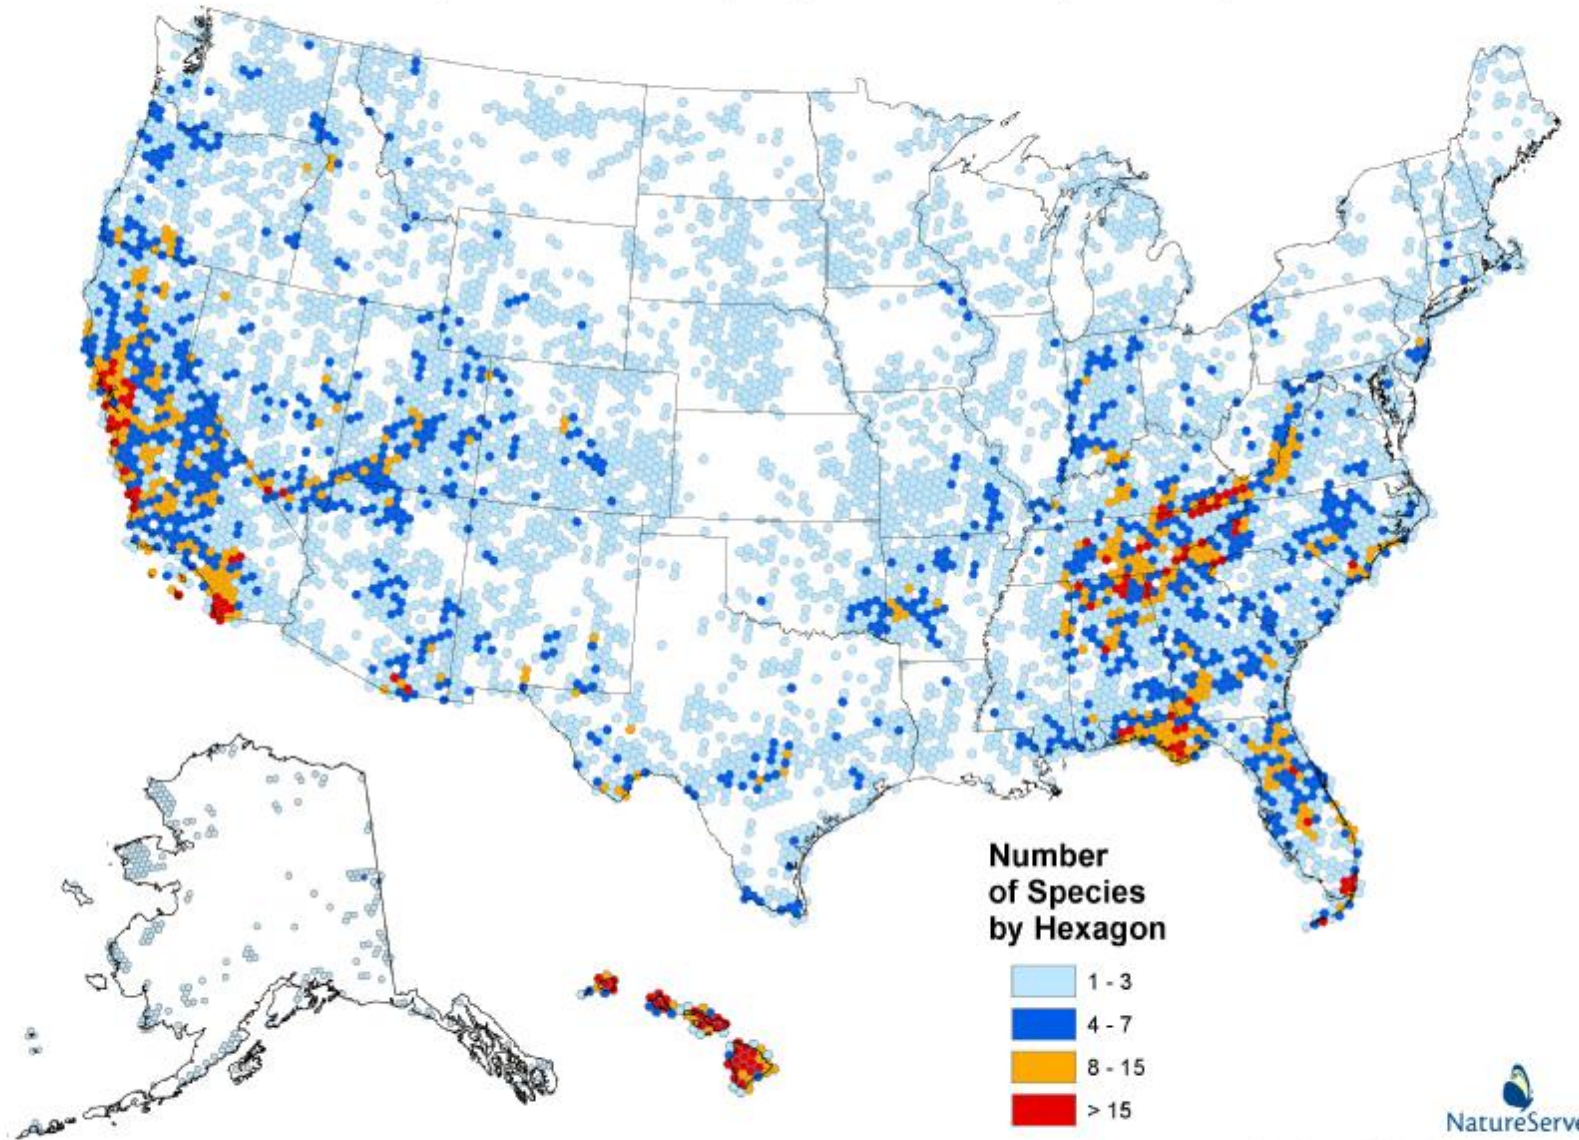 Number
of Species
by Hexagon
1 - 3
4 - 7
8 - 15
> 15
NatureServe